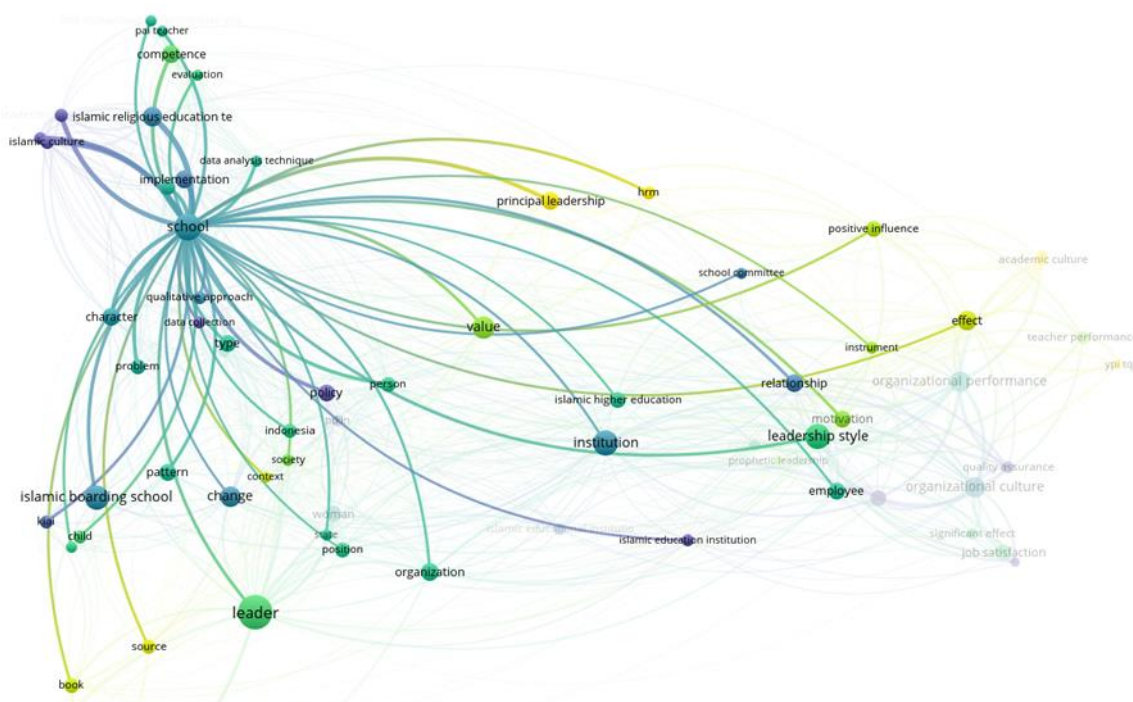 pai teacher
competence
evaluation
islamic religious education te
islamic culture
data analysis technique
implementation
principal leadership
hrm
school
positive influence
academic culture
school committee
qualitative approach
character
data collection
value
effect
type
instrument
teacher performance
problem
ypi
person
relationship
organizational performance
policy
islamic higher education
motivation
indonesia
institution
leadership style
society
prophetic leadership
pattern
context
quality assurance
islamic boarding school
change
employee
organizational culture
woman
kiai
child
state
significant effect
position
islamic education institution
job satisfaction
organization
leader
source
book